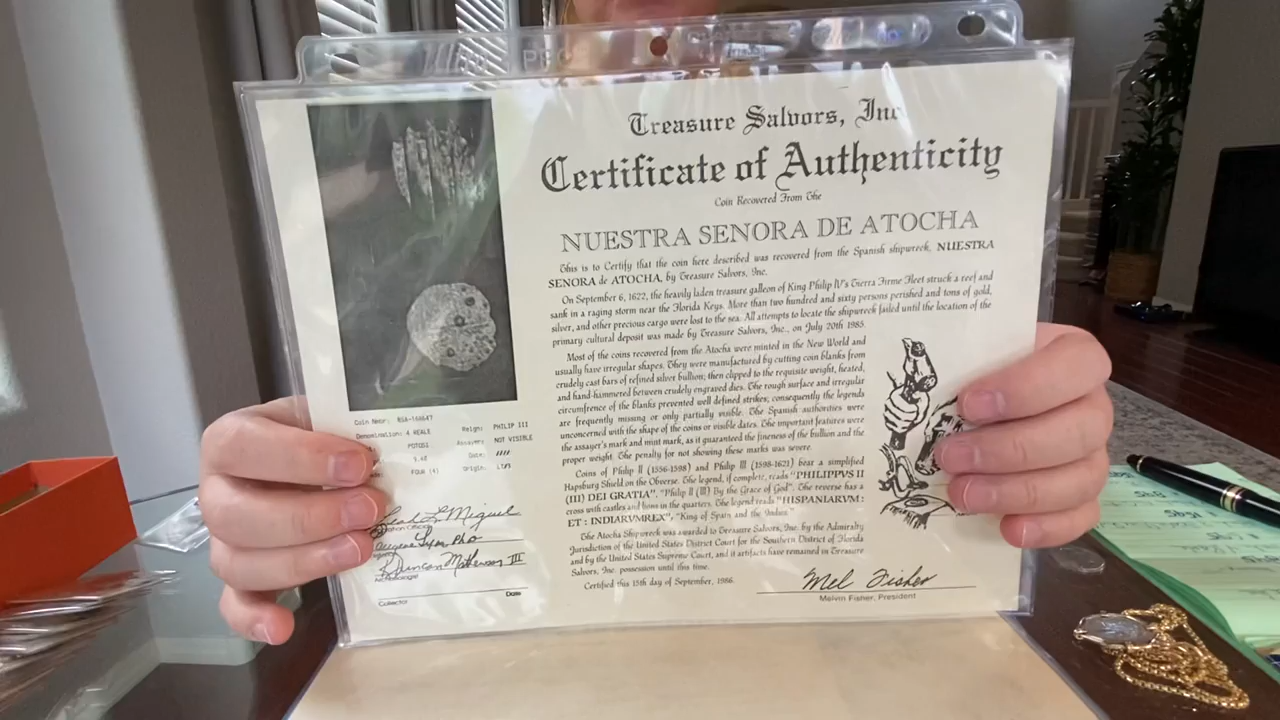 Treasure Salvors, Inc
Certificate of Authenticity
Coin Recovered From The
NUESTRA SENORA DE ATOCHA
This is to Certify that the coin here described was recovered from the Spanish shipwreck, NUESTRA
SENORA de ATOCHA, by Treasure Salvors, Inc.
On September 6, 1622, the heavily laden treasure galleon of King Philip IV's Tierra Firme Fleet struck a reef and
sank in a raging storm near the Florida Keys. More than two hundred and sixty persons perished and tons of gold,
silver, and other precious cargo were lost to the sea. All attempts to locate the shipwreck failed until the location of the
primary cultural deposit was made by Treasure Salvors, Inc., on July 20th 1985.
Most of the coins recovered from the Atocha were minted in the New World and
usually have irregular shapes. They were manufactured by cutting coin blanks from
crudely cast bars of refined silver bullion; then clipped to the requisite weight, heated,
and hand-hammered between crudely engraved dies. The rough surface and irregular
circumference of the blanks prevented well defined strikes; consequently the legends
are frequently missing or only partially visible. The Spanish authorities were
unconcerned with the shape of the coins or visible dates. The important features were
the assayer's mark and mint mark, as it guaranteed the fineness of the bullion and the
proper weight. The penalty for not showing these marks was severe.
Coins of Philip II (1556-1598) and Philip III (1598-1621) bear a simplified
Hapsburg Shield on the Obverse. The legend, if complete, reads "PHILIPPVS II
(III) DEI GRATIA", "Philip II (III) By the Grace of God". The reverse has a
cross with castles and lions in the quarters. The legend reads "HISPANIARVM :
ET : INDIARVMREX", "King of Spain and the Indies"
The Atocha Shipwreck was awarded to Treasure Salvors, Inc. by the Admiralty
Jurisdiction of the United States District Court for the Southern District of Florida
and by the United States Supreme Court, and it artifacts have remained in Treasure
Salvors, Inc. possession until this time.
Certified this 15th day of September, 1986.
Mel Fisher
Melvin Fisher, President
Coin Nmbr:
Reign: PHILIP III
Denomination: 4 REALE
Assayer: NOT VISIBLE
POTOSI
Date: ////
FOUR (4)
Origin:
Miguel
Eugene Lyon PhD
Duncan Mathewson III
Archaeologist
Collector
Date